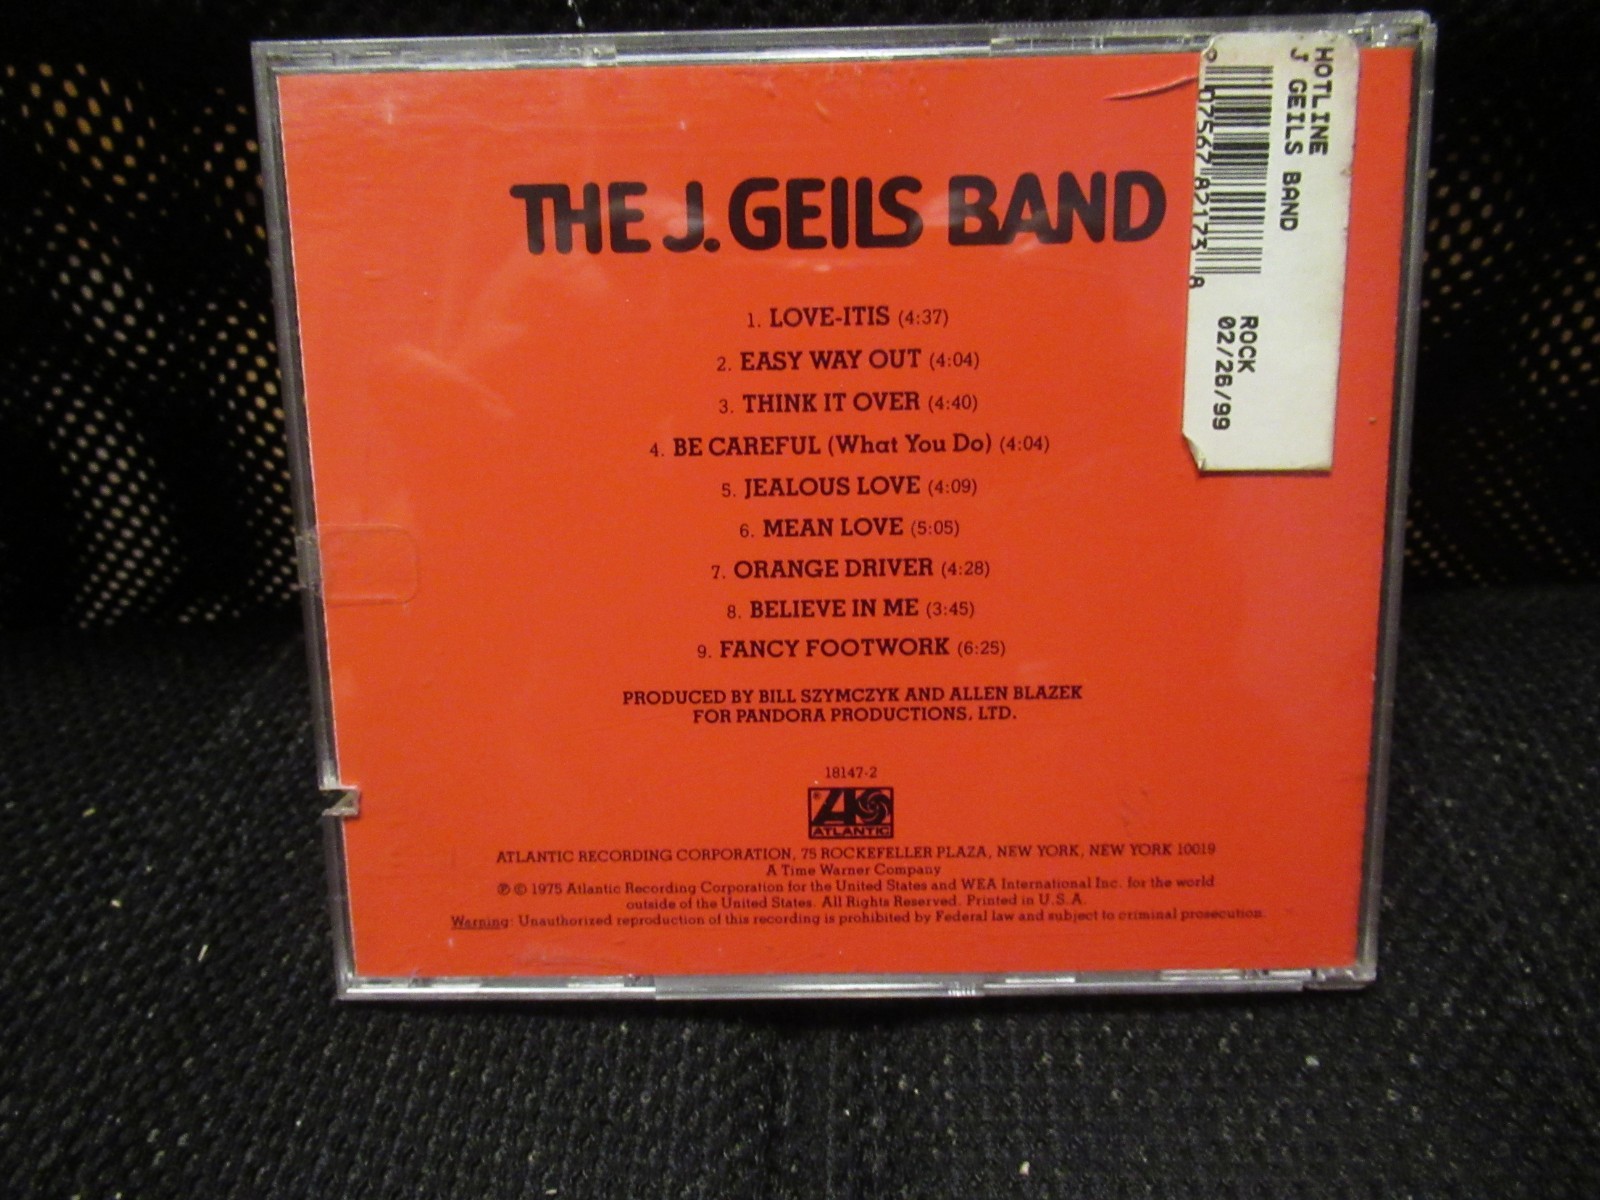 THE J. GEILS BAND
1. LOVE-ITIS (4:37)
2. EASY WAY OUT (4:04)
3. THINK IT OVER (4:40)
4. BE CAREFUL (What You Do) (4:04)
5. JEALOUS LOVE (4:09)
6. MEAN LOVE (5:05)
7. ORANGE DRIVER (4:28)
8. BELIEVE IN ME (3:45)
9. FANCY FOOTWORK (6:25)
PRODUCED BY BILL SZYMCZYK AND ALLEN BLAZEK
FOR PANDORA PRODUCTIONS, LTD.
18147-2
ATLANTIC
ATLANTIC RECORDING CORPORATION, 75 ROCKEFELLER PLAZA, NEW YORK, NEW YORK 10019
A Time Warner Company
℗ © 1975 Atlantic Recording Corporation for the United States and WEA International Inc. for the world
outside of the United States. All Rights Reserved. Printed in U.S.A.
Warning: Unauthorized reproduction of this recording is prohibited by Federal law and subject to criminal prosecution.
HOTLINE
J GEILS BAND
07567 82173 8
ROCK
02/26/99